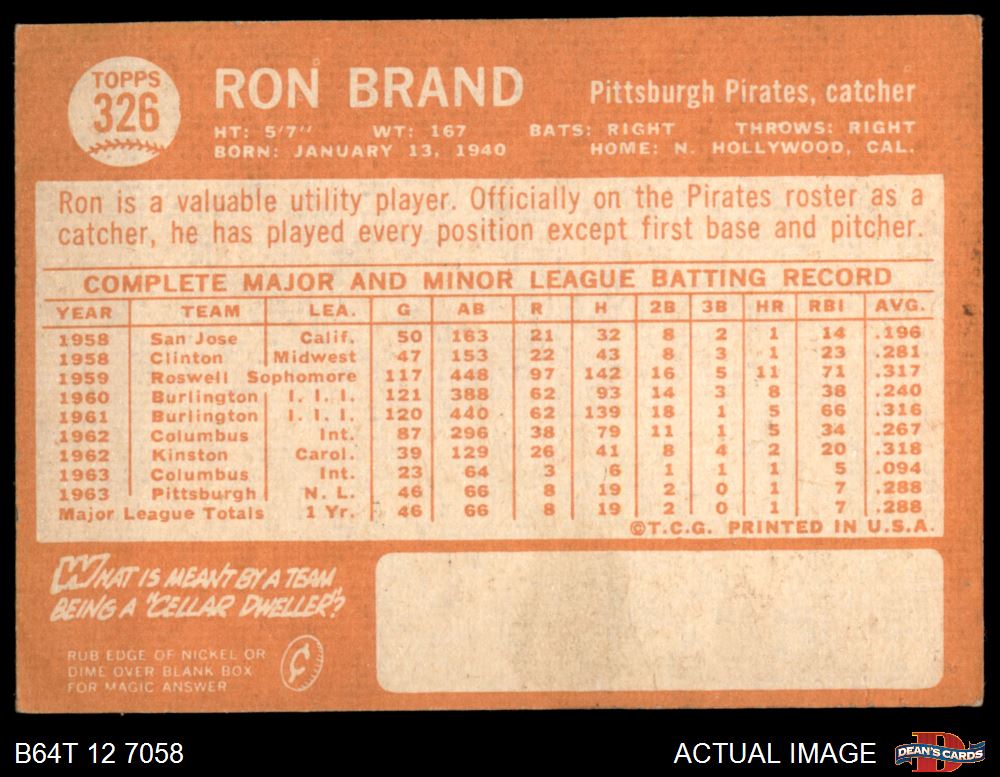 TOPPS
326
RON BRAND
Pittsburgh Pirates, catcher
HT: 5'7" WT: 167 BATS: RIGHT THROWS: RIGHT
BORN: JANUARY 13, 1940 HOME: N. HOLLYWOOD, CAL.
Ron is a valuable utility player. Officially on the Pirates roster as a
catcher, he has played every position except first base and pitcher.
COMPLETE MAJOR AND MINOR LEAGUE BATTING RECORD
YEAR TEAM LEA. G AB R H 2B 3B HR RBI AVG.
1958 San Jose Calif. 50 163 21 32 8 2 1 14 .196
1958 Clinton Midwest 47 153 22 43 8 3 1 23 .281
1959 Roswell Sophomore 117 448 97 142 16 5 11 71 .317
1960 Burlington I. I. I. 121 388 62 93 14 3 8 38 .240
1961 Burlington I. I. I. 120 440 62 139 18 1 5 66 .316
1962 Columbus Int. 87 296 38 79 11 1 5 34 .267
1962 Kinston Carol. 39 129 26 41 8 4 2 20 .318
1963 Columbus Int. 23 64 3 6 1 1 1 5 .094
1963 Pittsburgh N. L. 46 66 8 19 2 0 1 7 .288
Major League Totals 1 Yr. 46 66 8 19 2 0 1 7 .288
©T.C.G. PRINTED IN U.S.A.
WHAT IS MEANT BY A TEAM
BEING A "CELLAR DWELLER"?
RUB EDGE OF NICKEL OR
DIME OVER BLANK BOX
FOR MAGIC ANSWER
B64T 12 7058
ACTUAL IMAGE
D
DEAN'S CARDS